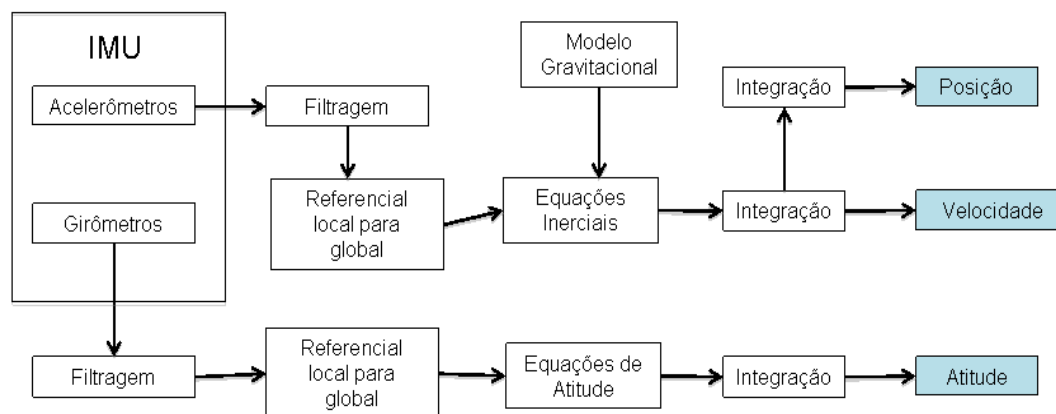 IMU
Modelo
Gravitacional
Acelerômetros
Filtragem
Integração
Posição
Girômetros
Referencial
local para
global
Equações
Inerciais
Integração
Velocidade
Filtragem
Referencial
local para
global
Equações de
Atitude
Integração
Atitude